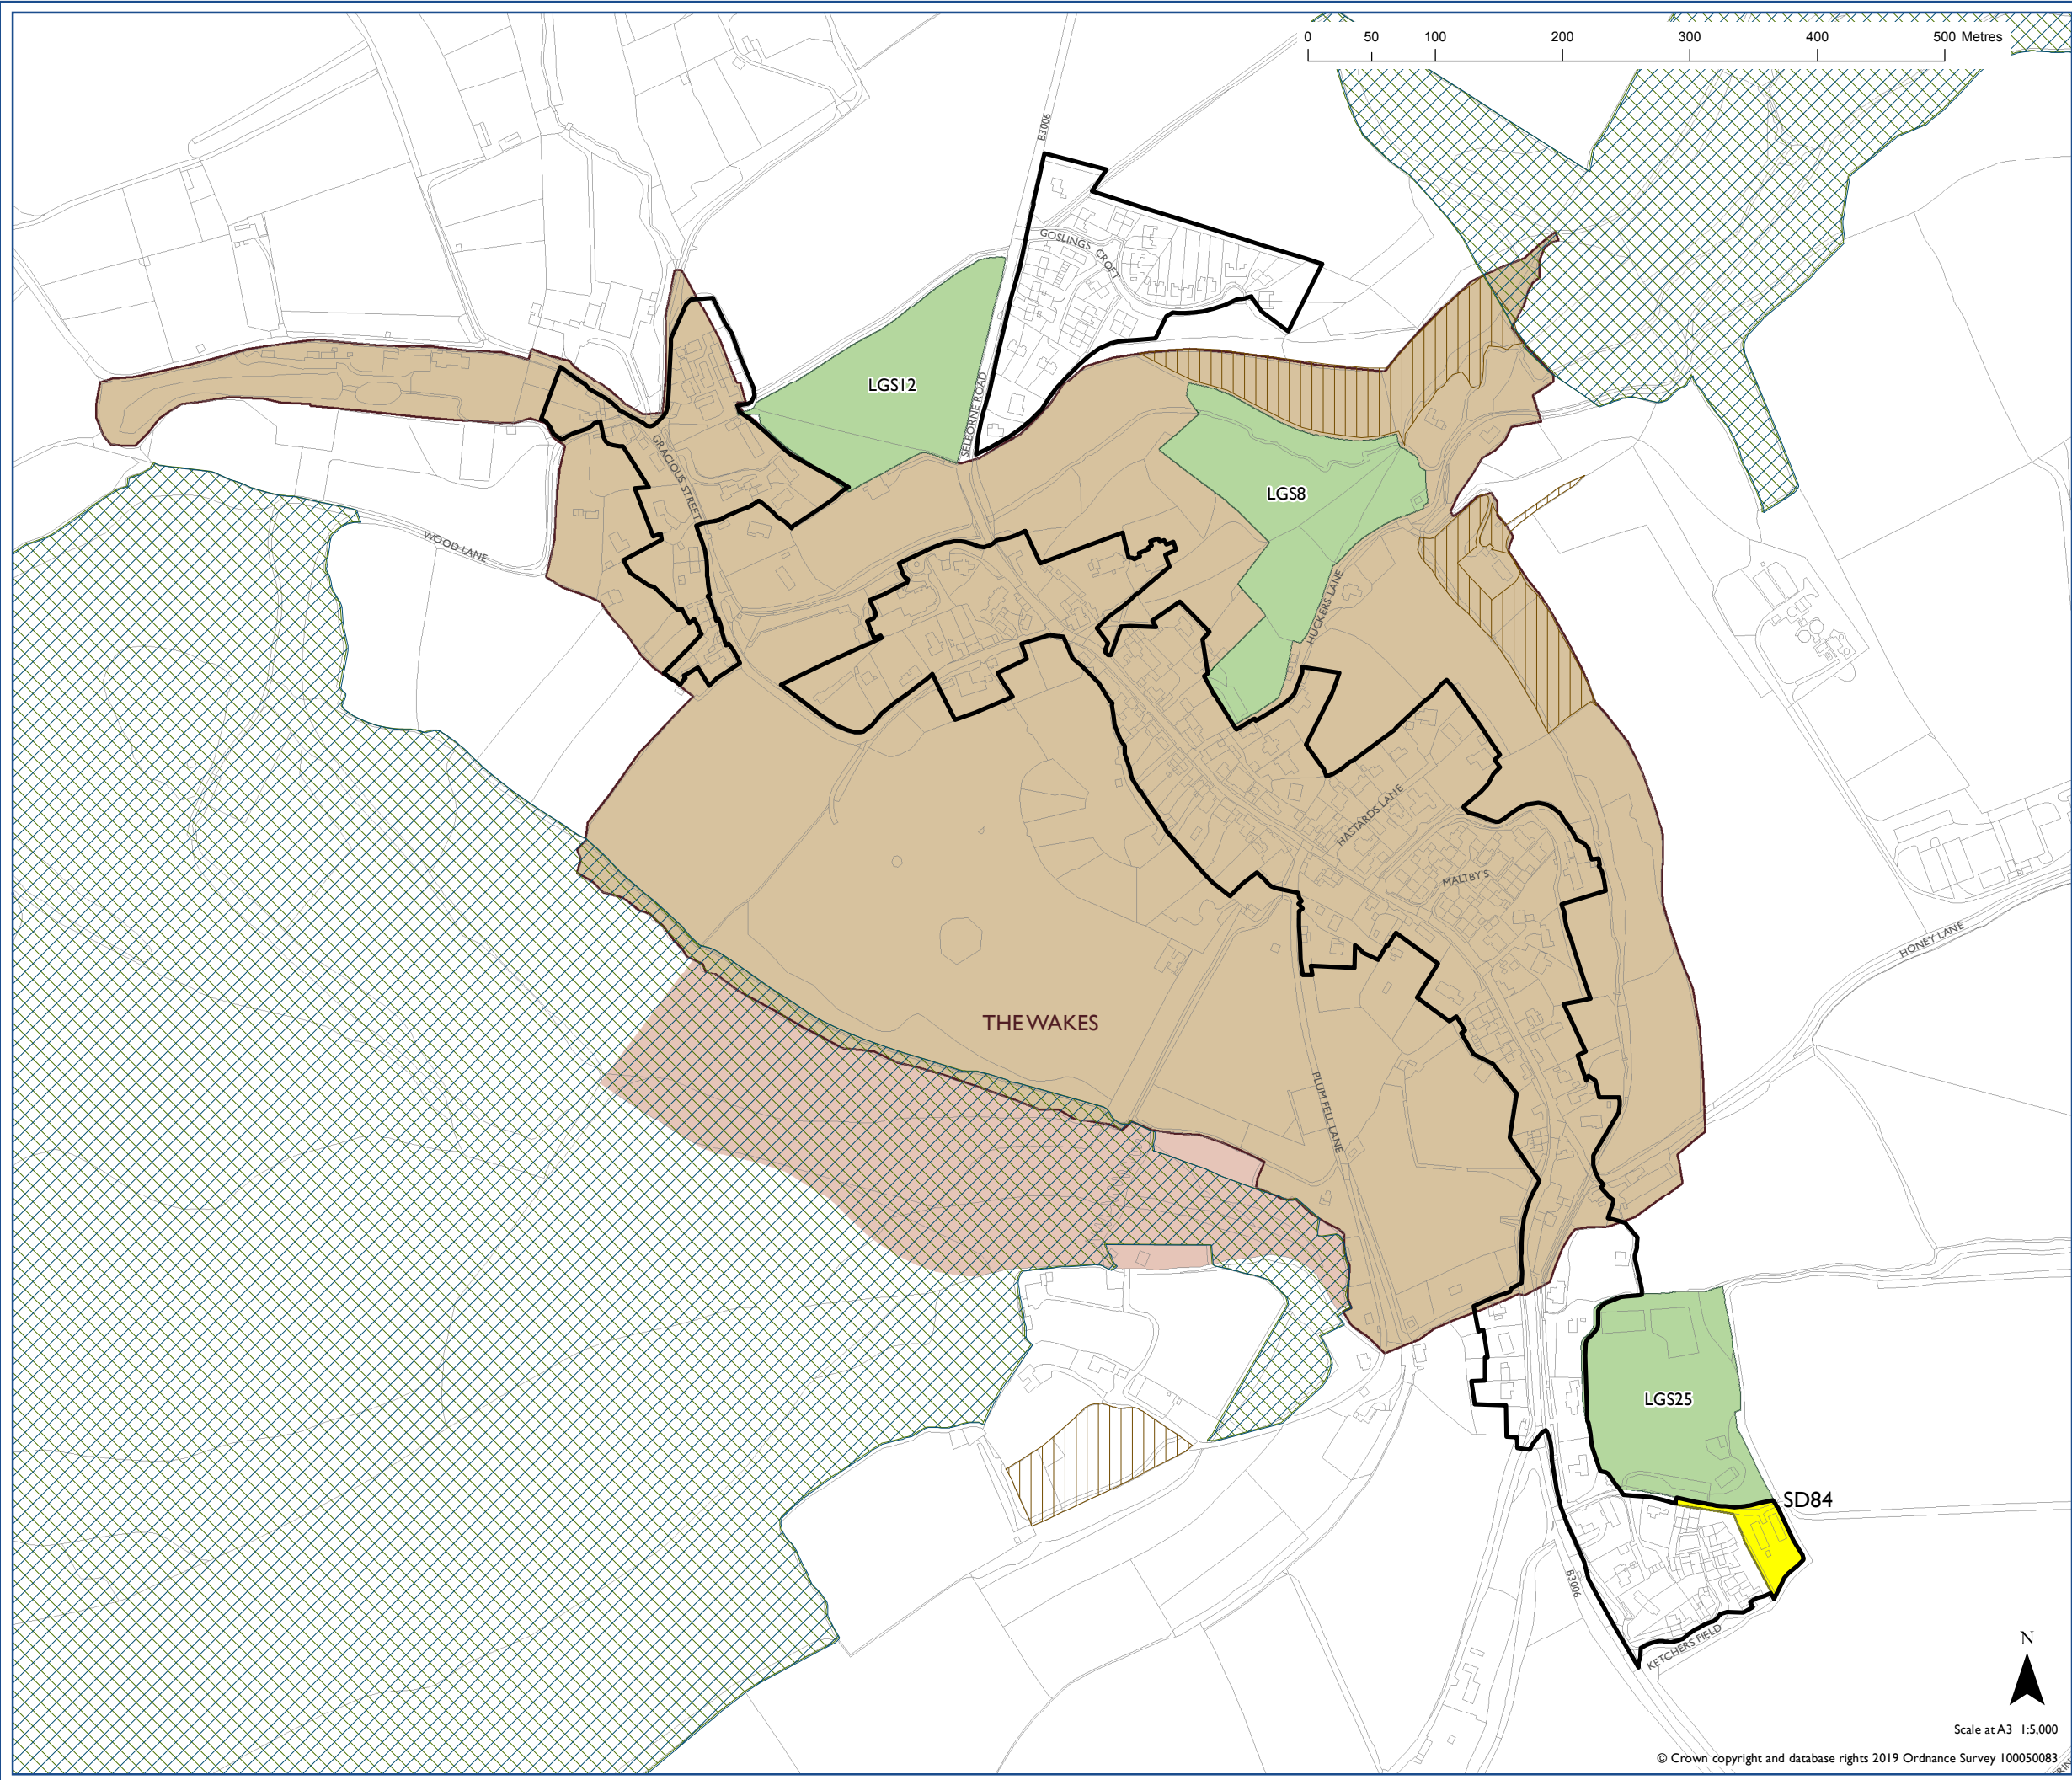 0 50 100 200 300 400 500 Metres
B3006
GOSLINGS CROFT
LGS12
SELBORNE ROAD
GRACIOUS STREET
LGS8
WOOD LANE
HUCKERS LANE
HASTARDS LANE
MALTBY'S
HONEY LANE
THE WAKES
PLUM FELL LANE
LGS25
SD84
B3006
KETCHERS FIELD
N
Scale at A3 1:5,000
© Crown copyright and database rights 2019 Ordnance Survey 100050083